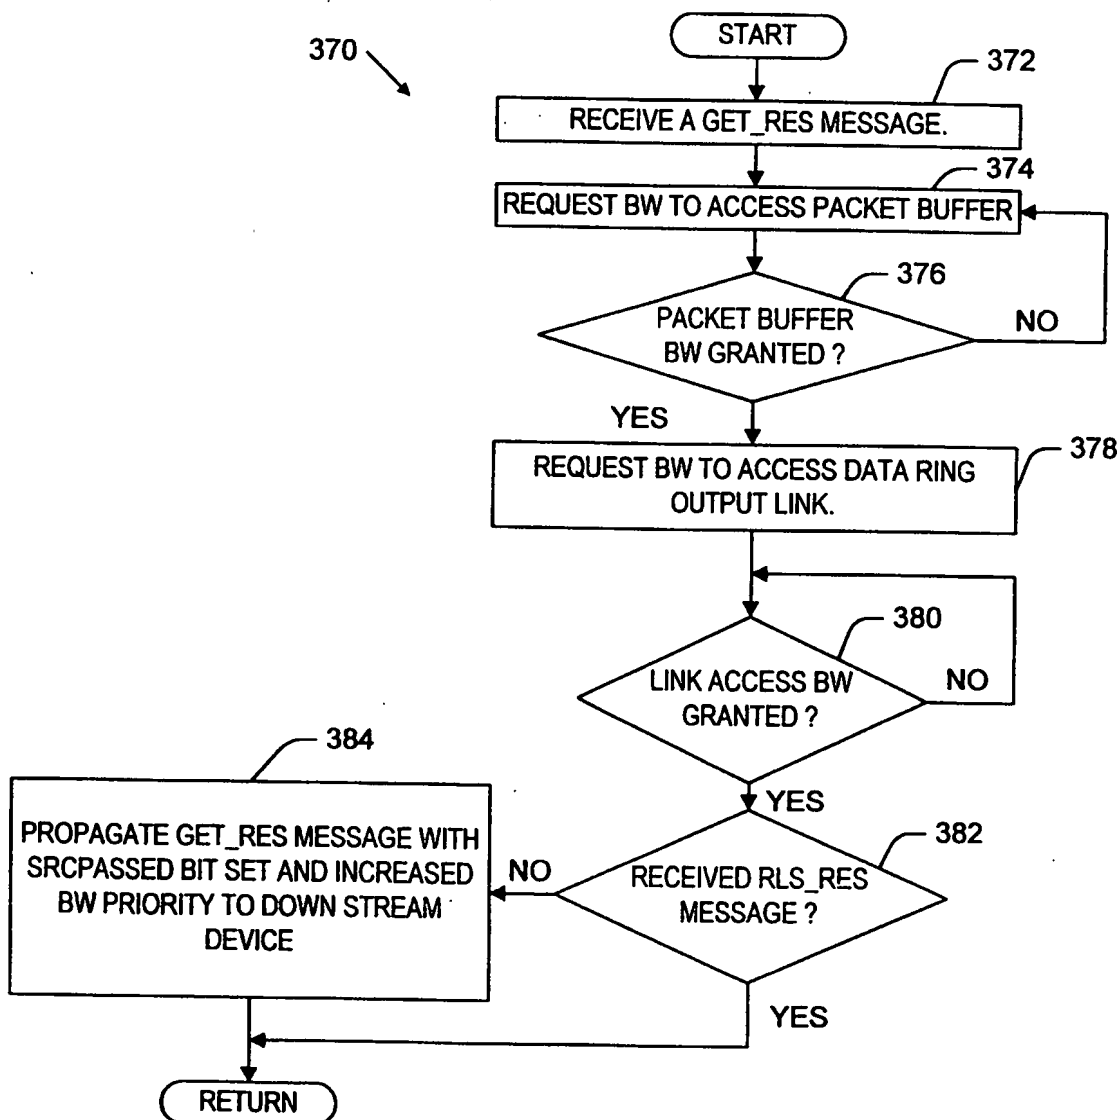 START
370
372
RECEIVE A GET_RES MESSAGE.
374
REQUEST BW TO ACCESS PACKET BUFFER
376
PACKET BUFFER
BW GRANTED ?
NO
YES
378
REQUEST BW TO ACCESS DATA RING
OUTPUT LINK.
380
LINK ACCESS BW
GRANTED ?
NO
384
YES
382
PROPAGATE GET_RES MESSAGE WITH
SRCPASSED BIT SET AND INCREASED
BW PRIORITY TO DOWN STREAM
DEVICE
NO
RECEIVED RLS_RES
MESSAGE ?
YES
RETURN